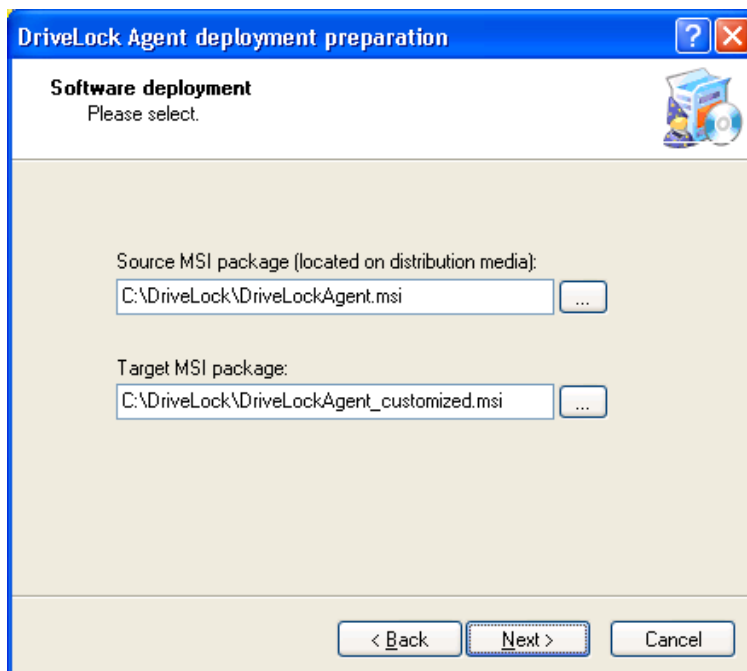 DriveLock Agent deployment preparation
?
Software deployment
Please select.
Source MSI package (located on distribution media):
C:\DriveLock\DriveLockAgent.msi
...
Target MSI package:
C:\DriveLock\DriveLockAgent_customized.msi
...
< Back Next > Cancel